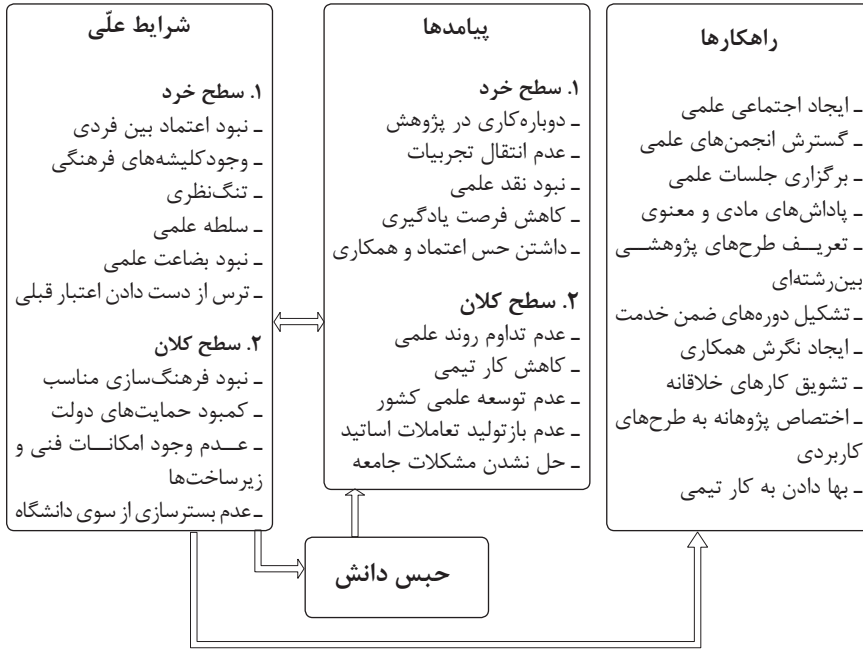 شرایط علّی
۱. سطح خرد
ـ نبود اعتماد بین فردی
ـ وجودکلیشه‌های فرهنگی
ـ تنگ‌نظری
ـ سلطه علمی
ـ نبود بضاعت علمی
ـ ترس از دست دادن اعتبار قبلی
۲. سطح کلان
ـ نبود فرهنگ‌سازی مناسب
ـ کمبود حمایت‌های دولت
ـ عـــدم وجود امکانـــات فنی و
زیرساخت‌ها
ـ عدم بسترسازی از سوی دانشگاه
پیامدها
۱. سطح خرد
ـ دوباره‌کاری در پژوهش
ـ عدم انتقال تجربیات
ـ نبود نقد علمی
ـ کاهش فرصت یادگیری
ـ داشتن حس اعتماد و همکاری
۲. سطح کلان
ـ عدم تداوم روند علمی
ـ کاهش کار تیمی
ـ عدم توسعه علمی کشور
ـ عدم بازتولید تعاملات اساتید
ـ حل نشدن مشکلات جامعه
راهکارها
ـ ایجاد اجتماعی علمی
ـ گسترش انجمن‌های علمی
ـ برگزاری جلسات علمی
ـ پاداش‌های مادی و معنوی
ـ تعریـــف طرح‌های پژوهشـــی
بین‌رشته‌ای
ـ تشکیل دوره‌های ضمن خدمت
ـ ایجاد نگرش همکاری
ـ تشویق کارهای خلاقانه
ـ اختصاص پژوهانه به طرح‌های
کاربردی
ـ بها دادن به کار تیمی
حبس دانش